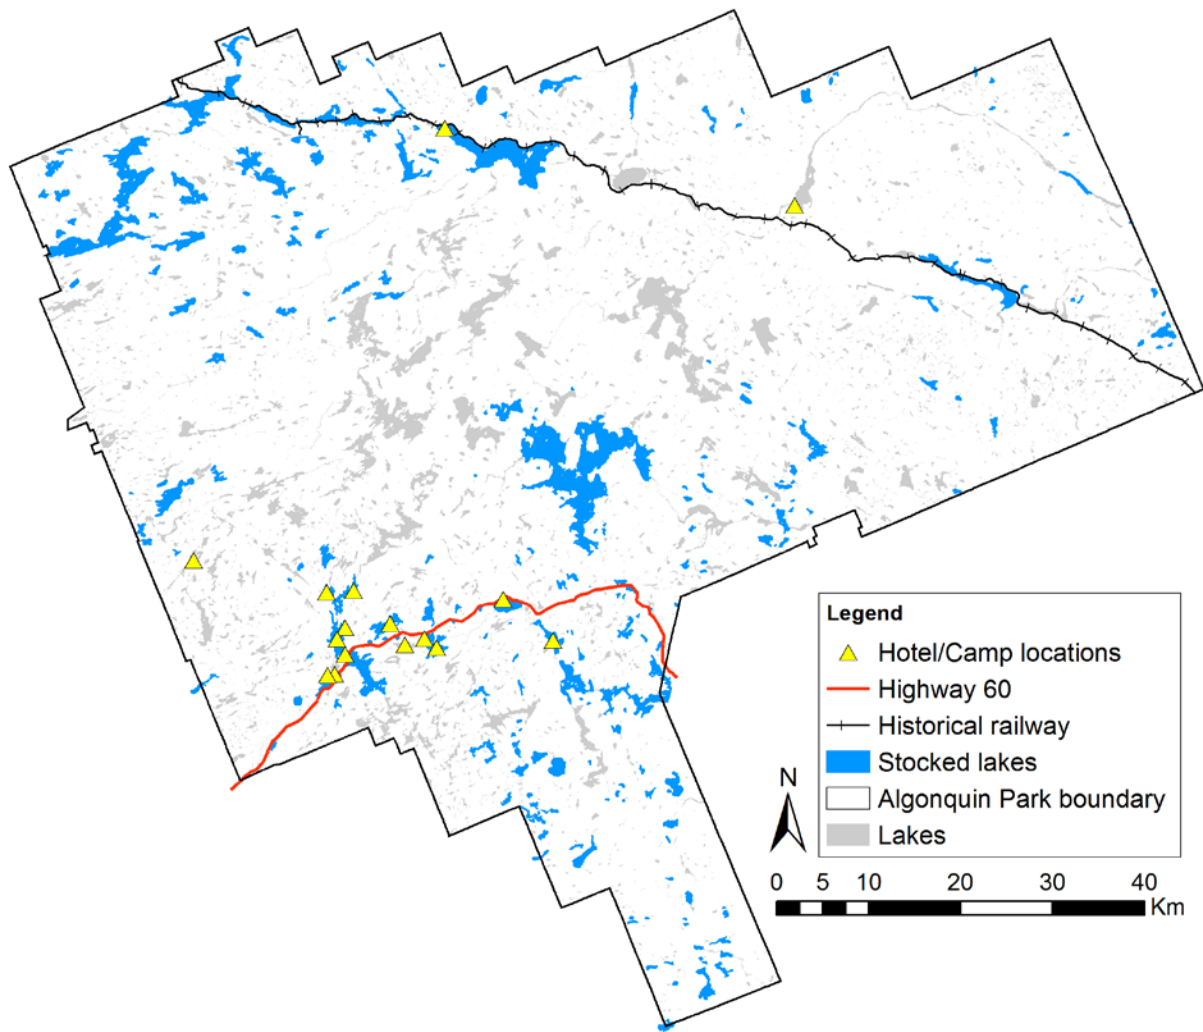 Legend
Hotel/Camp locations
Highway 60
Historical railway
Stocked lakes
Algonquin Park boundary
Lakes
N
0 5 10 20 30 40
Km